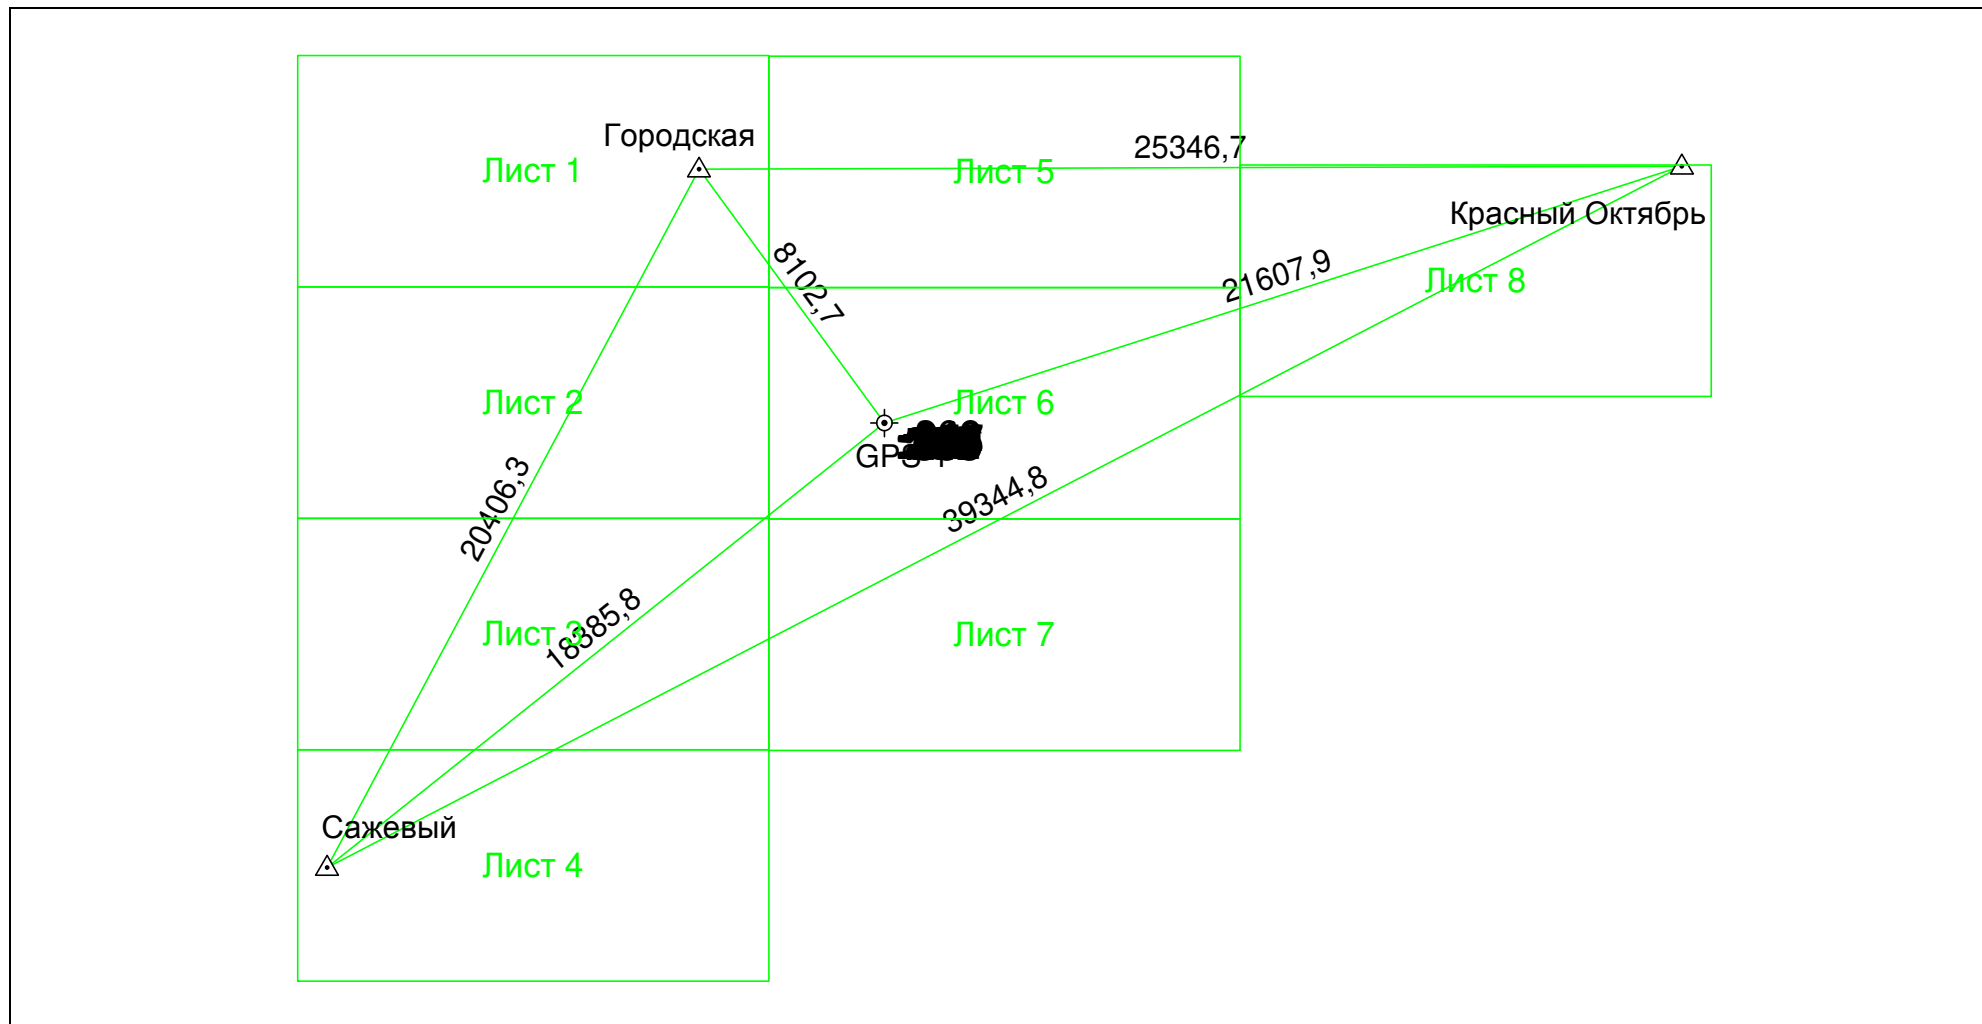 Городская
25346,7
Лист 1
Лист 5
Красный Октябрь
8102,7
21607,9
Лист 8
Лист 2
Лист 6
GPS
39344,8
20406,3
18385,8
Лист 3
Лист 7
Сажевый
Лист 4